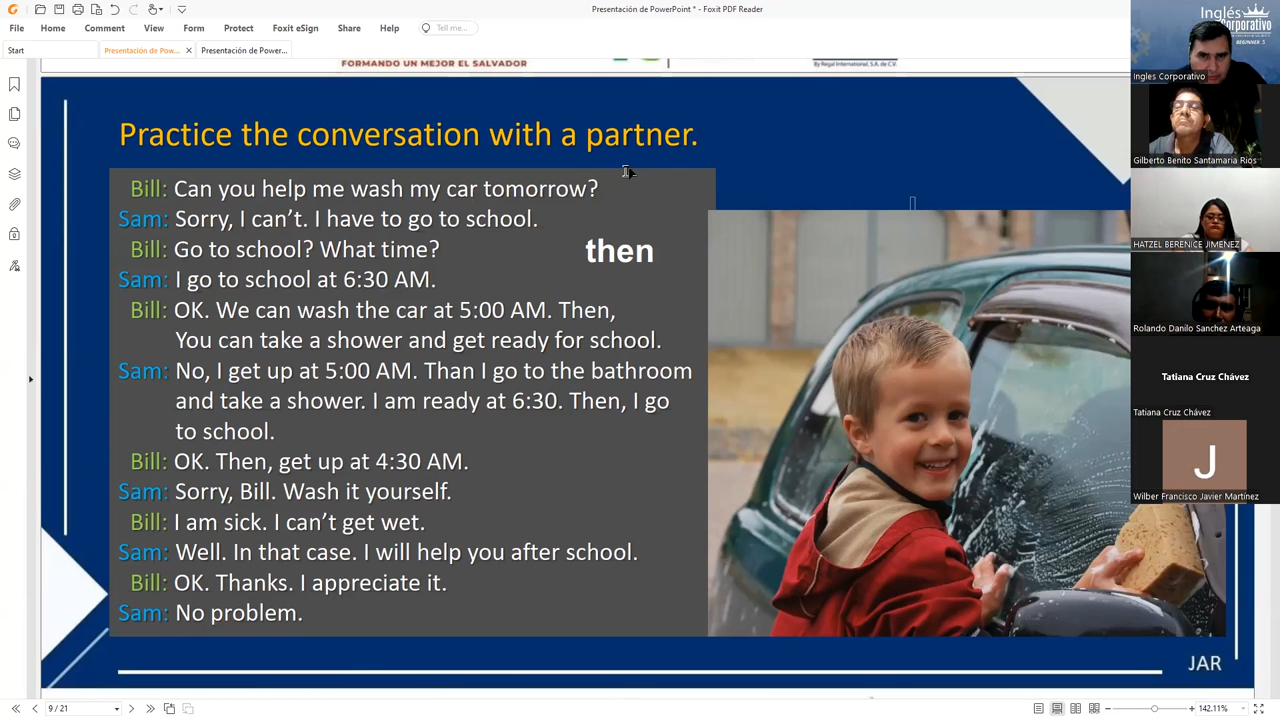 Presentación de PowerPoint * - Foxit PDF Reader
File Home Comment View Form Protect Foxit eSign Share Help Tell me...
Start Presentación de Pow... Presentación de Power...
FORMANDO UN MEJOR EL SALVADOR
By Regal International, S.A. de C.V.
Practice the conversation with a partner.
Bill: Can you help me wash my car tomorrow?
Sam: Sorry, I can't. I have to go to school.
Bill: Go to school? What time?
then
Sam: I go to school at 6:30 AM.
Bill: OK. We can wash the car at 5:00 AM. Then,
You can take a shower and get ready for school.
Sam: No, I get up at 5:00 AM. Than I go to the bathroom
and take a shower. I am ready at 6:30. Then, I go
to school.
Bill: OK. Then, get up at 4:30 AM.
Sam: Sorry, Bill. Wash it yourself.
Bill: I am sick. I can't get wet.
Sam: Well. In that case. I will help you after school.
Bill: OK. Thanks. I appreciate it.
Sam: No problem.
JAR
Inglés
Corporativo
BEGINNER 5
Ingles Corporativo
Gilberto Benito Santamaria Rios
HATZEL BERENICE JIMENEZ
Rolando Danilo Sanchez Arteaga
Tatiana Cruz Chávez
Tatiana Cruz Chávez
J
Wilber Francisco Javier Martínez
9 / 21
142.11%